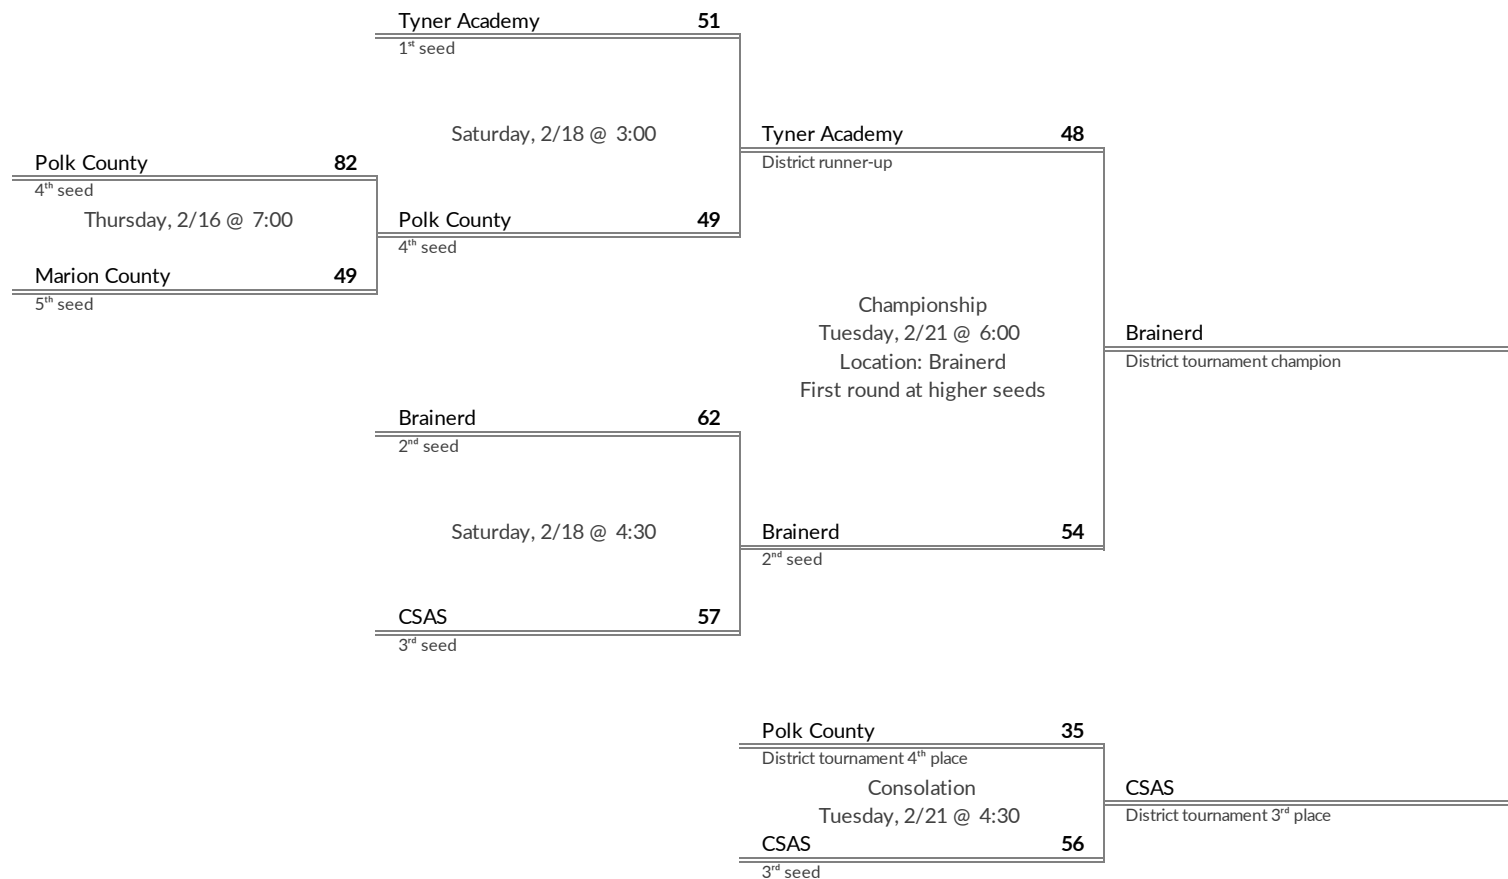 Tyner Academy 51
1st seed
Saturday, 2/18 @ 3:00
Tyner Academy 48
District runner-up
Polk County 82
4th seed
Thursday, 2/16 @ 7:00
Polk County 49
4th seed
Marion County 49
5th seed
Championship
Tuesday, 2/21 @ 6:00
Location: Brainerd
First round at higher seeds
Brainerd
District tournament champion
Brainerd 62
2nd seed
Saturday, 2/18 @ 4:30
Brainerd 54
2nd seed
CSAS 57
3rd seed
Polk County 35
District tournament 4th place
Consolation
Tuesday, 2/21 @ 4:30
CSAS
District tournament 3rd place
CSAS 56
3rd seed